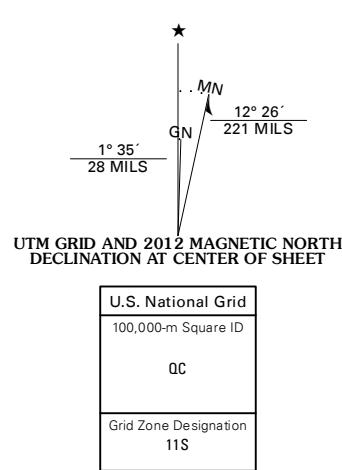 ★
MN
12° 26´
221 MILS
GN
1° 35´
28 MILS
UTM GRID AND 2012 MAGNETIC NORTH
DECLINATION AT CENTER OF SHEET
U.S. National Grid
100,000-m Square ID
QC
Grid Zone Designation
11S